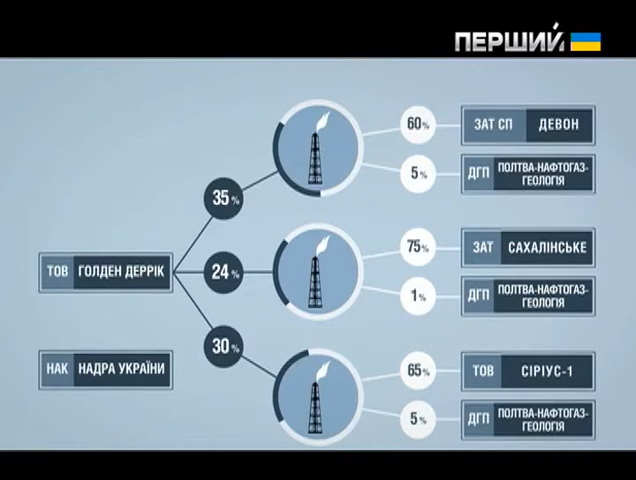 ПЕРШИЙ
60%
ЗАТ СП ДЕВОН
5%
ДГП ПОЛТВА-НАФТОГАЗ-
ГЕОЛОГІЯ
35%
75%
ЗАТ САХАЛІНСЬКЕ
ТОВ ГОЛДЕН ДЕРРІК
24%
1%
ДГП ПОЛТВА-НАФТОГАЗ-
ГЕОЛОГІЯ
30%
НАК НАДРА УКРАЇНИ
65%
ТОВ СІРІУС-1
5%
ДГП ПОЛТВА-НАФТОГАЗ-
ГЕОЛОГІЯ